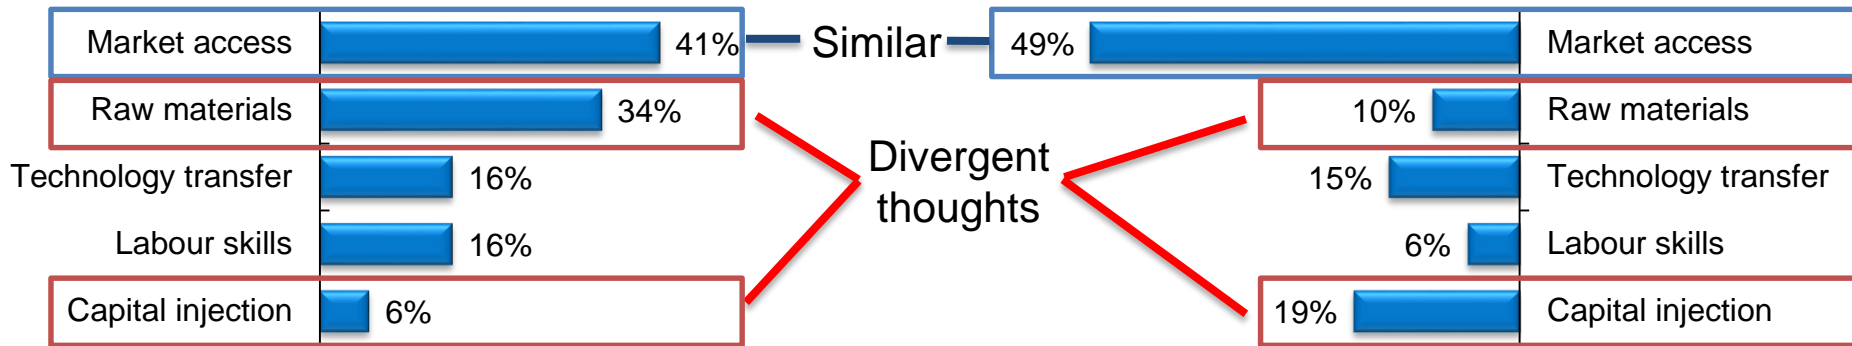 Market access 41% Similar 49% Market access
Raw materials 34% 10% Raw materials
Divergent
thoughts
Technology transfer 16% 15% Technology transfer
Labour skills 16% 6% Labour skills
Capital injection 6% 19% Capital injection